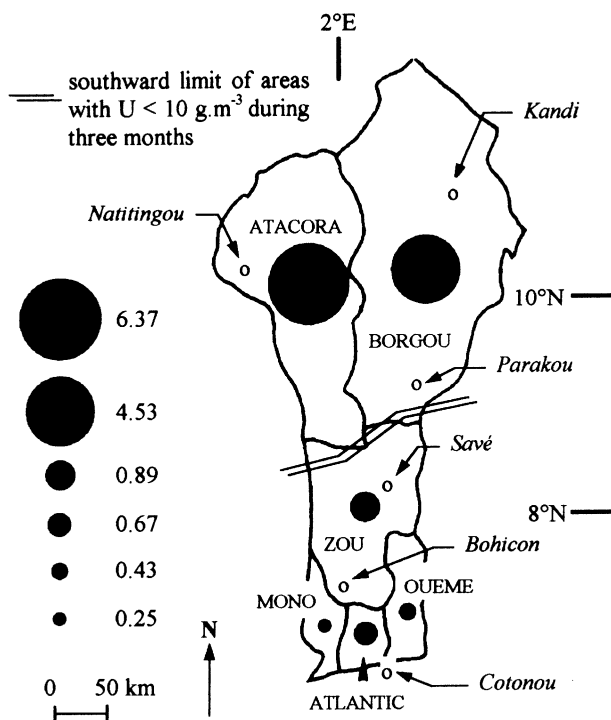 2°E
southward limit of areas
with U < 10 g.m-3 during
three months
Kandi
Natitingou
ATACORA
6.37
10°N
BORGOU
Parakou
4.53
Savé
0.89
8°N
0.67
ZOU
Bohicon
0.43
MONO
OUEME
0.25
N
0 50 km
ATLANTIC
Cotonou